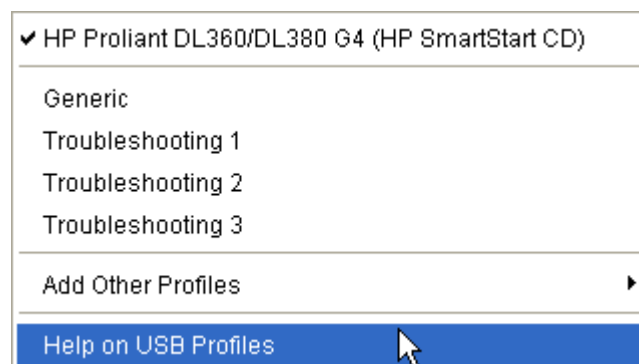 HP Proliant DL360/DL380 G4 (HP SmartStart CD)
Generic
Troubleshooting 1
Troubleshooting 2
Troubleshooting 3
Add Other Profiles
Help on USB Profiles